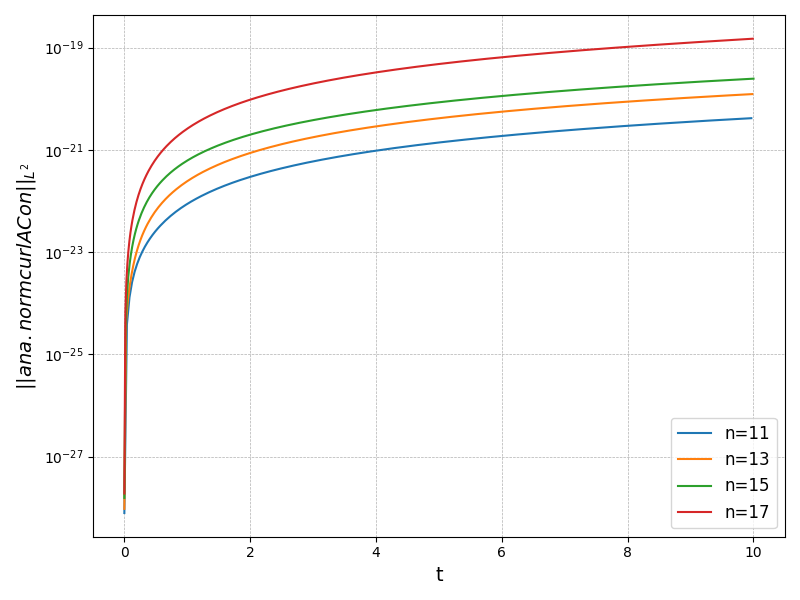 10⁻¹⁹
10⁻²¹
10⁻²³
10⁻²⁵
10⁻²⁷
||ana. normcurlACon||_{L²}
0 2 4 6 8 10
t
n=11
n=13
n=15
n=17